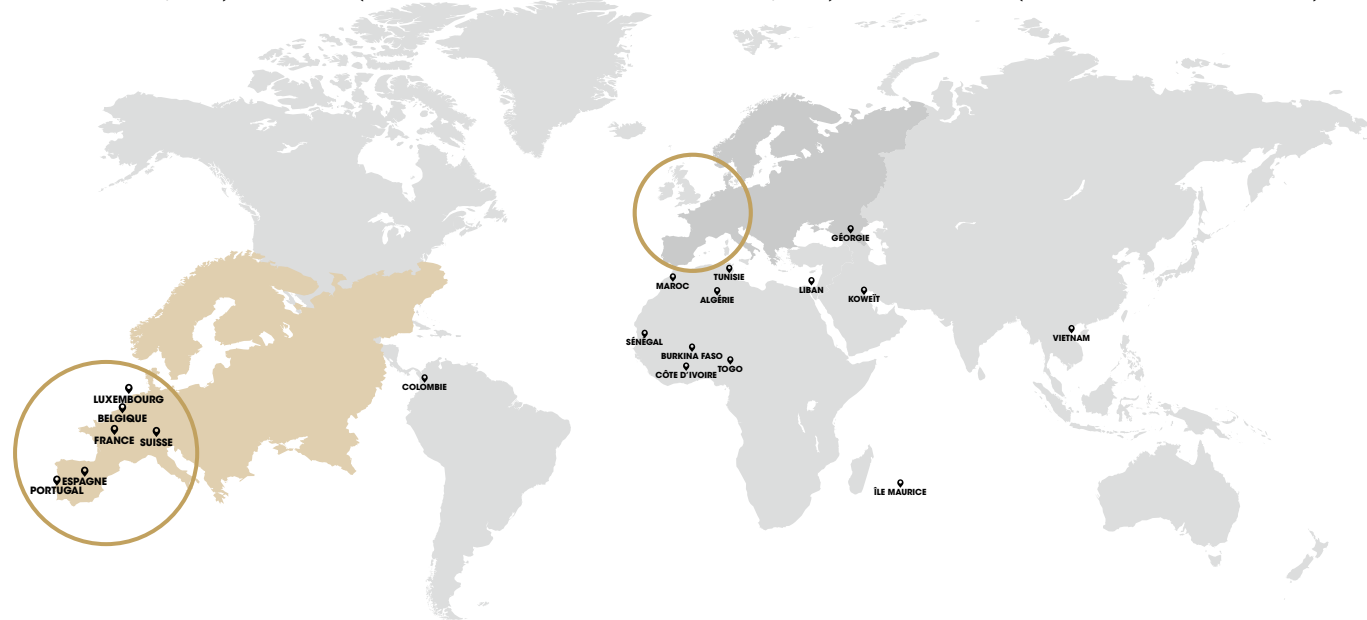 GÉORGIE
TUNISIE
MAROC
LIBAN
ALGÉRIE
KOWEÏT
VIETNAM
SÉNÉGAL
BURKINA FASO
TOGO
CÔTE D'IVOIRE
COLOMBIE
LUXEMBOURG
BELGIQUE
FRANCE
SUISSE
ESPAGNE
PORTUGAL
ÎLE MAURICE